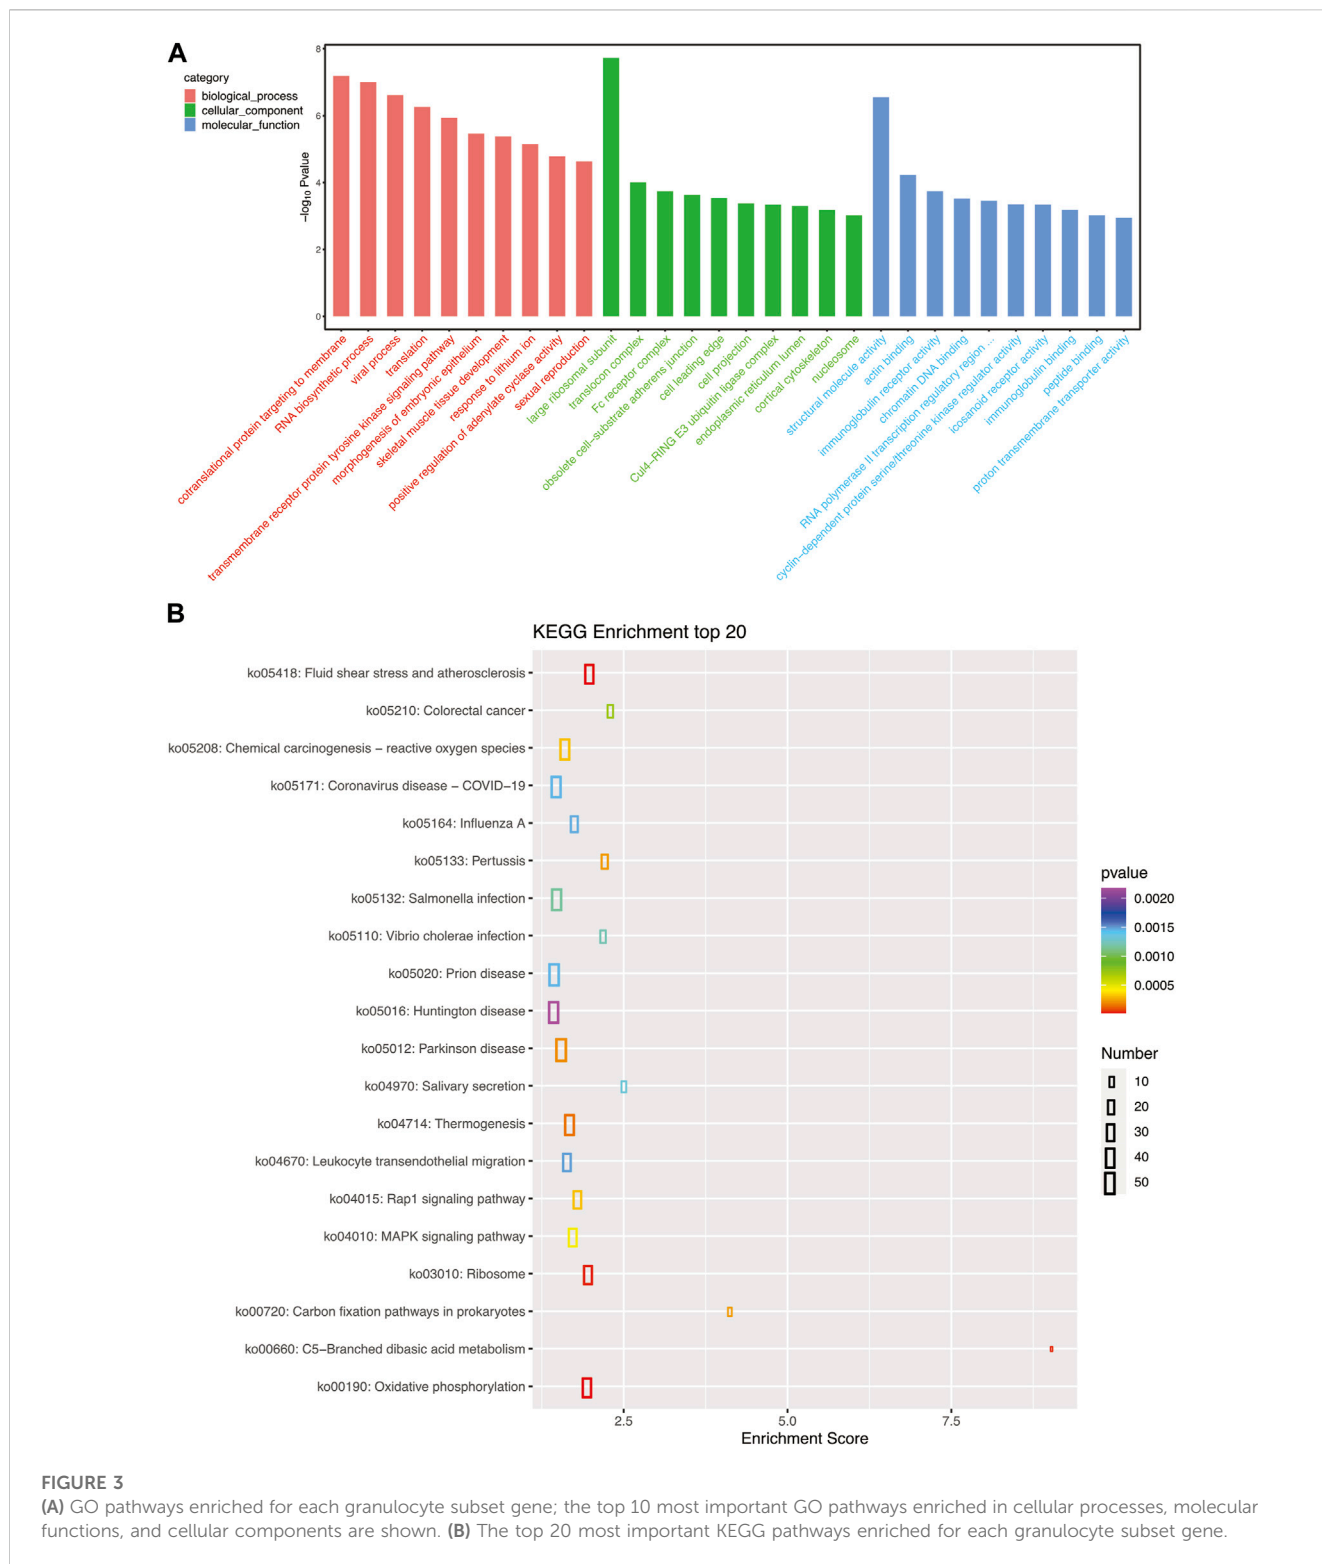 A
category
biological_process
cellular_component
molecular_function
−log10 Pvalue
8
6
4
2
0
cotranslational protein targeting to membrane
RNA biosynthetic process
viral process
translation
transmembrane receptor protein tyrosine kinase signaling pathway
morphogenesis of embryonic epithelium
skeletal muscle tissue development
response to lithium ion
positive regulation of adenylate cyclase activity
sexual reproduction
large ribosomal subunit
translocon complex
Fc receptor complex
obsolete cell−substrate adherens junction
cell leading edge
cell projection
Cul4−RING E3 ubiquitin ligase complex
endoplasmic reticulum lumen
cortical cytoskeleton
nucleosome
structural molecule activity
actin binding
immunoglobulin receptor activity
chromatin DNA binding
RNA polymerase II transcription regulatory region ...
cyclin−dependent protein serine/threonine kinase regulator activity
icosanoid receptor activity
immunoglobulin binding
peptide binding
proton transmembrane transporter activity
B
KEGG Enrichment top 20
ko05418: Fluid shear stress and atherosclerosis
ko05210: Colorectal cancer
ko05208: Chemical carcinogenesis − reactive oxygen species
ko05171: Coronavirus disease − COVID−19
ko05164: Influenza A
ko05133: Pertussis
ko05132: Salmonella infection
ko05110: Vibrio cholerae infection
ko05020: Prion disease
ko05016: Huntington disease
ko05012: Parkinson disease
ko04970: Salivary secretion
ko04714: Thermogenesis
ko04670: Leukocyte transendothelial migration
ko04015: Rap1 signaling pathway
ko04010: MAPK signaling pathway
ko03010: Ribosome
ko00720: Carbon fixation pathways in prokaryotes
ko00660: C5−Branched dibasic acid metabolism
ko00190: Oxidative phosphorylation
2.5 5.0 7.5
Enrichment Score
pvalue
0.0020
0.0015
0.0010
0.0005
Number
10
20
30
40
50
FIGURE 3
(A) GO pathways enriched for each granulocyte subset gene; the top 10 most important GO pathways enriched in cellular processes, molecular
functions, and cellular components are shown. (B) The top 20 most important KEGG pathways enriched for each granulocyte subset gene.